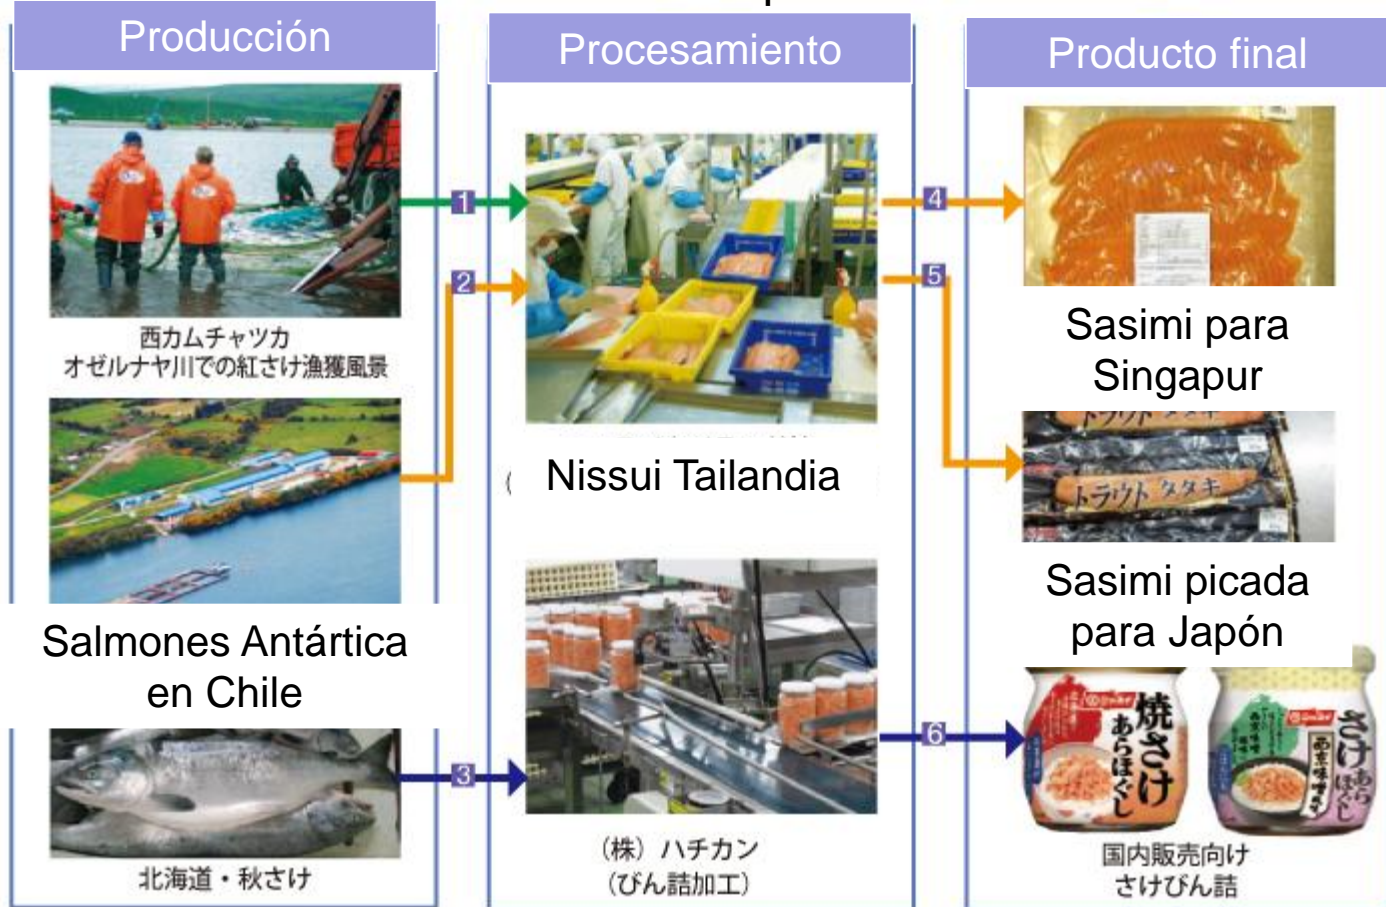 Producción
Procesamiento
Producto final
1
2
3
4
5
6
西カムチャツカ
オゼルナヤ川での紅さけ漁獲風景
Salmones Antártica
en Chile
北海道・秋さけ
Nissui Tailandia
(株) ハチカン
(びん詰加工)
Sasimi para
Singapur
トラウトタタキ
Sasimi picada
para Japón
焼さけ
あらほぐし
さけあらほぐし
西京味噌
国内販売向け
さけびん詰